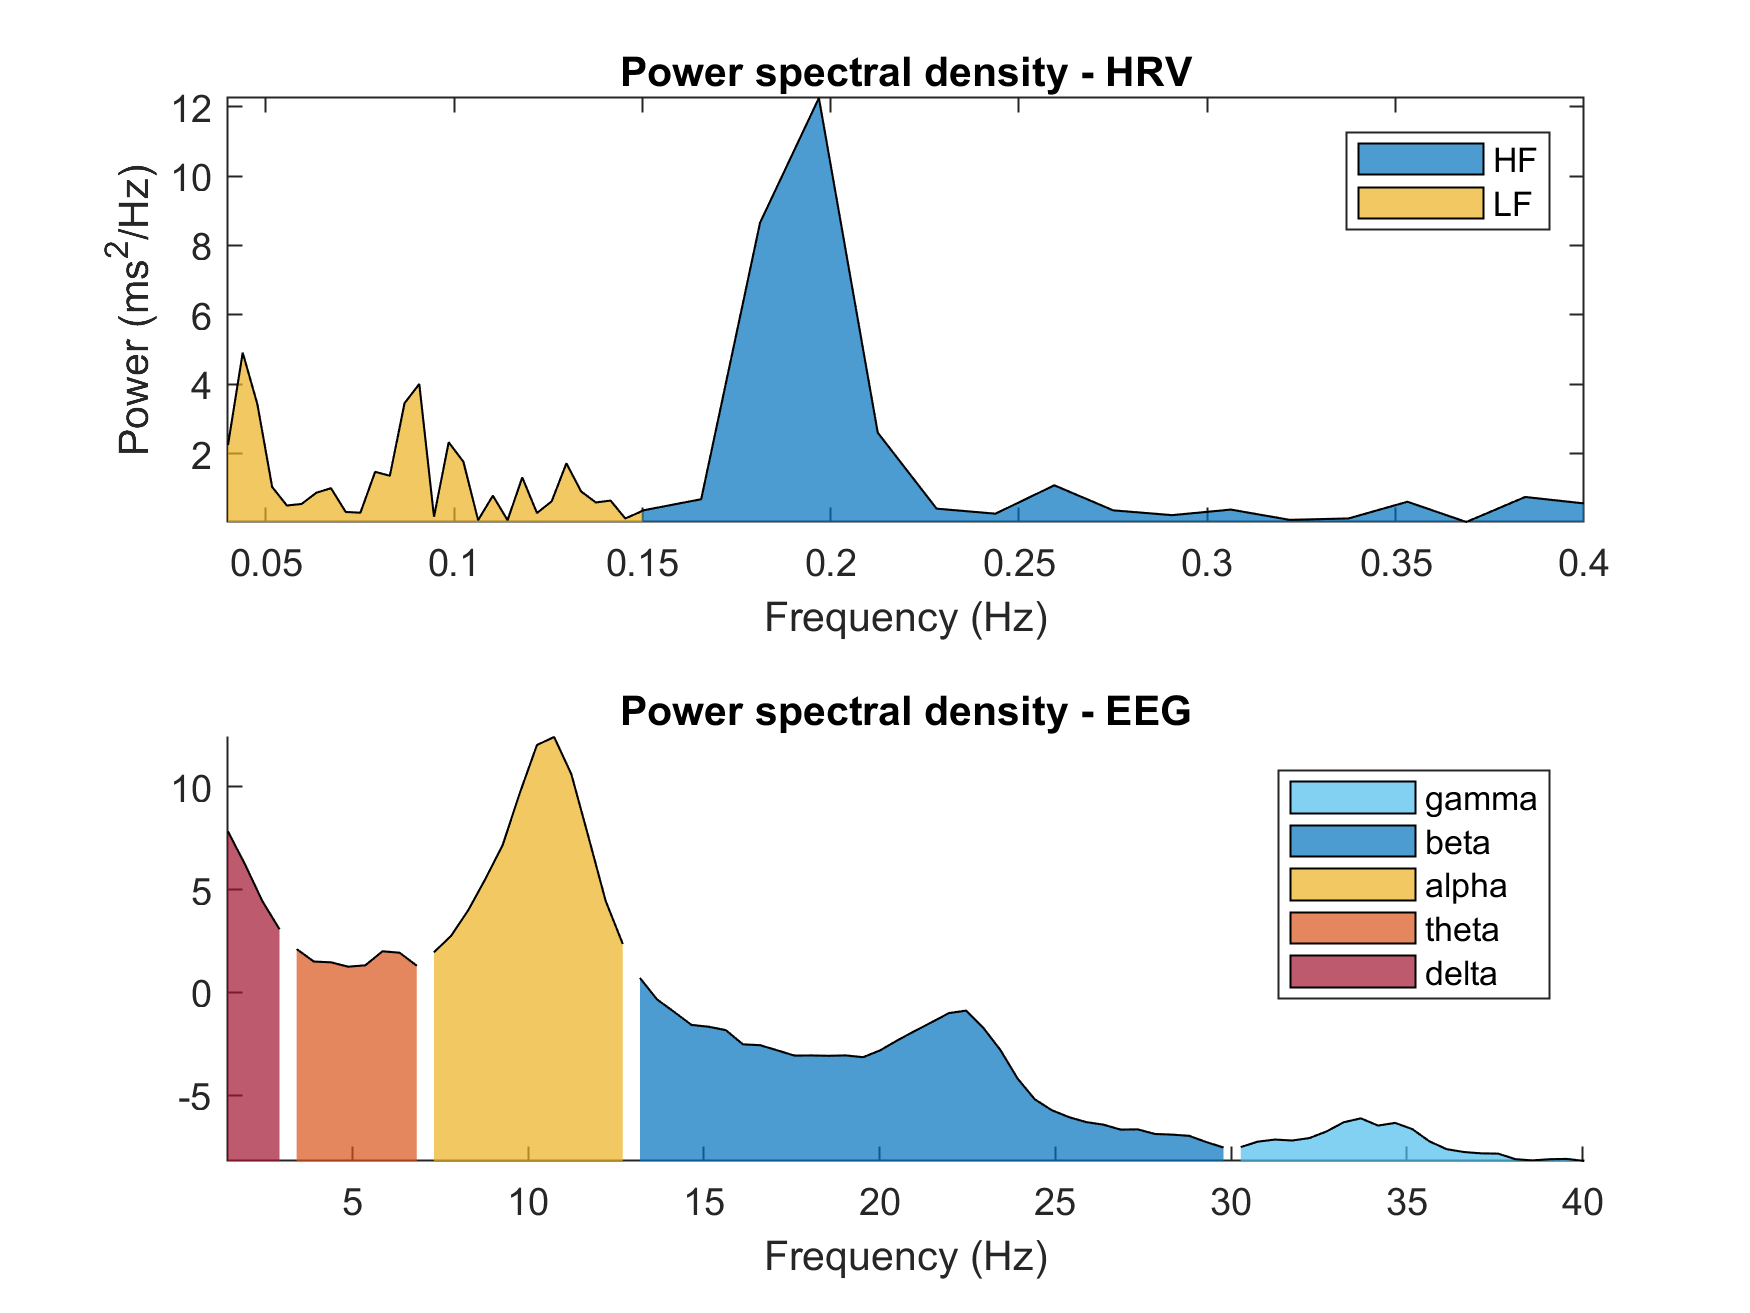 Power spectral density - HRV
12
10
8
6
4
2
Power (ms²/Hz)
HF
LF
0.05 0.1 0.15 0.2 0.25 0.3 0.35 0.4
Frequency (Hz)
Power spectral density - EEG
10
5
0
-5
gamma
beta
alpha
theta
delta
5 10 15 20 25 30 35 40
Frequency (Hz)